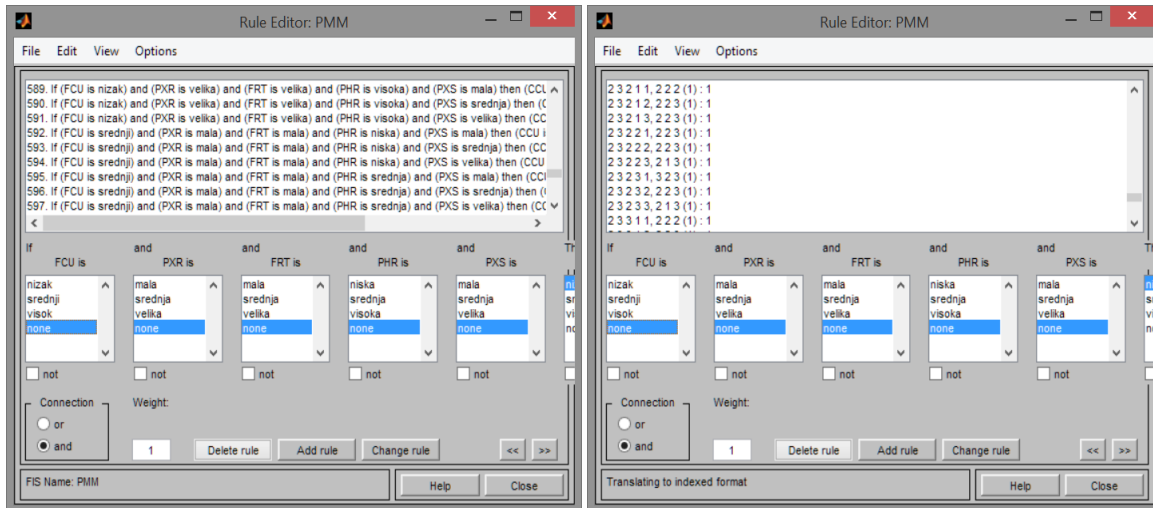 Rule Editor: PMM
File Edit View Options
589. If (FCU is nizak) and (PXR is velika) and (FRT is velika) and (PHR is visoka) and (PXS is mala) then (CCU
590. If (FCU is nizak) and (PXR is velika) and (FRT is velika) and (PHR is visoka) and (PXS is srednja) then (C
591. If (FCU is nizak) and (PXR is velika) and (FRT is velika) and (PHR is visoka) and (PXS is velika) then (CC
592. If (FCU is srednji) and (PXR is mala) and (FRT is mala) and (PHR is niska) and (PXS is mala) then (CCU i
593. If (FCU is srednji) and (PXR is mala) and (FRT is mala) and (PHR is niska) and (PXS is srednja) then (CC
594. If (FCU is srednji) and (PXR is mala) and (FRT is mala) and (PHR is niska) and (PXS is velika) then (CCU
595. If (FCU is srednji) and (PXR is mala) and (FRT is mala) and (PHR is srednja) and (PXS is mala) then (CC
596. If (FCU is srednji) and (PXR is mala) and (FRT is mala) and (PHR is srednja) and (PXS is srednja) then (
597. If (FCU is srednji) and (PXR is mala) and (FRT is mala) and (PHR is srednja) and (PXS is velika) then (CC
If and and and and Th
FCU is PXR is FRT is PHR is PXS is
nizak mala mala niska mala ni
srednji srednja srednja srednja srednja sr
visok velika velika visoka velika vi
none none none none none no
not not not not not
Connection Weight:
or
and 1 Delete rule Add rule Change rule << >>
FIS Name: PMM Help Close
Rule Editor: PMM
File Edit View Options
2 3 2 1 1, 2 2 2 (1) : 1
2 3 2 1 2, 2 2 3 (1) : 1
2 3 2 1 3, 2 2 3 (1) : 1
2 3 2 2 1, 2 2 3 (1) : 1
2 3 2 2 2, 2 2 3 (1) : 1
2 3 2 2 3, 2 1 3 (1) : 1
2 3 2 3 1, 3 2 3 (1) : 1
2 3 2 3 2, 2 2 3 (1) : 1
2 3 2 3 3, 2 1 3 (1) : 1
2 3 3 1 1, 2 2 2 (1) : 1
If and and and and Th
FCU is PXR is FRT is PHR is PXS is
nizak mala mala niska mala ni
srednji srednja srednja srednja srednja sr
visok velika velika visoka velika vi
none none none none none no
not not not not not
Connection Weight:
or
and 1 Delete rule Add rule Change rule << >>
Translating to indexed format Help Close